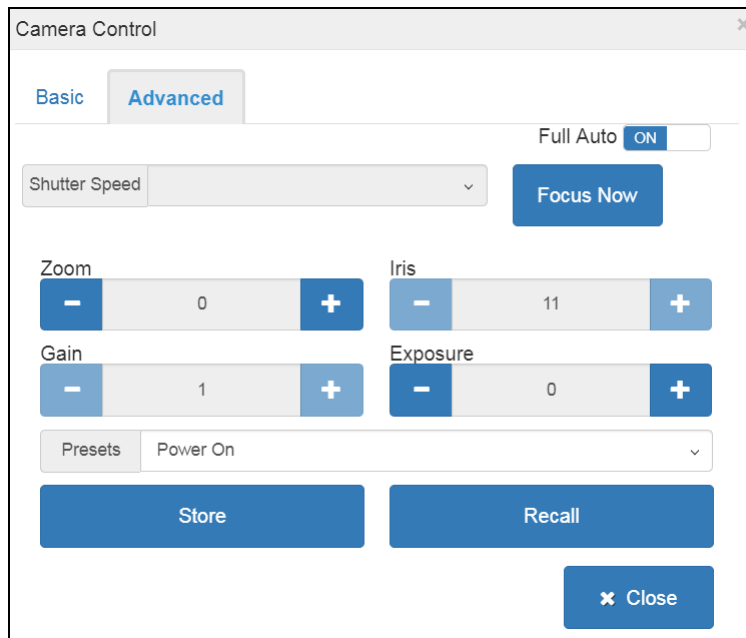 Camera Control ×
Basic Advanced
Full Auto ON
Shutter Speed
Focus Now
Zoom Iris
− 0 + − 11 +
Gain Exposure
− 1 + − 0 +
Presets Power On
Store Recall
✖ Close